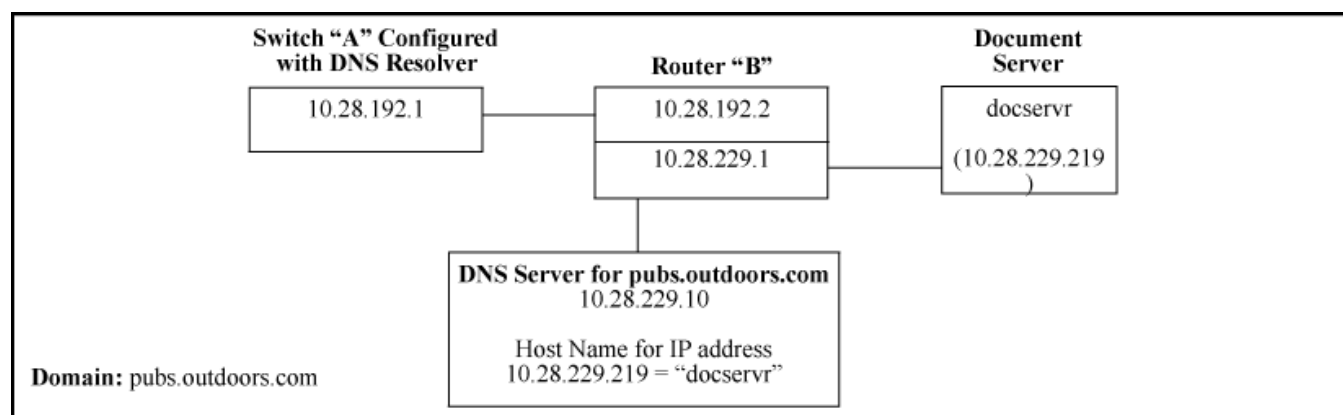 Switch “A” Configured
with DNS Resolver
10.28.192.1
Router “B”
10.28.192.2
10.28.229.1
Document
Server
docservr
(10.28.229.219
)
DNS Server for pubs.outdoors.com
10.28.229.10
Host Name for IP address
10.28.229.219 = “docservr”
Domain: pubs.outdoors.com